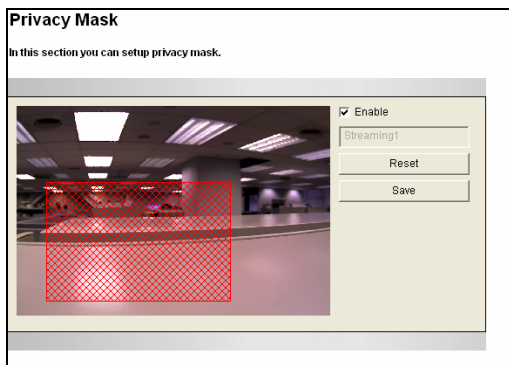 Privacy Mask
In this section you can setup privacy mask.
Enable
Streaming1
Reset
Save